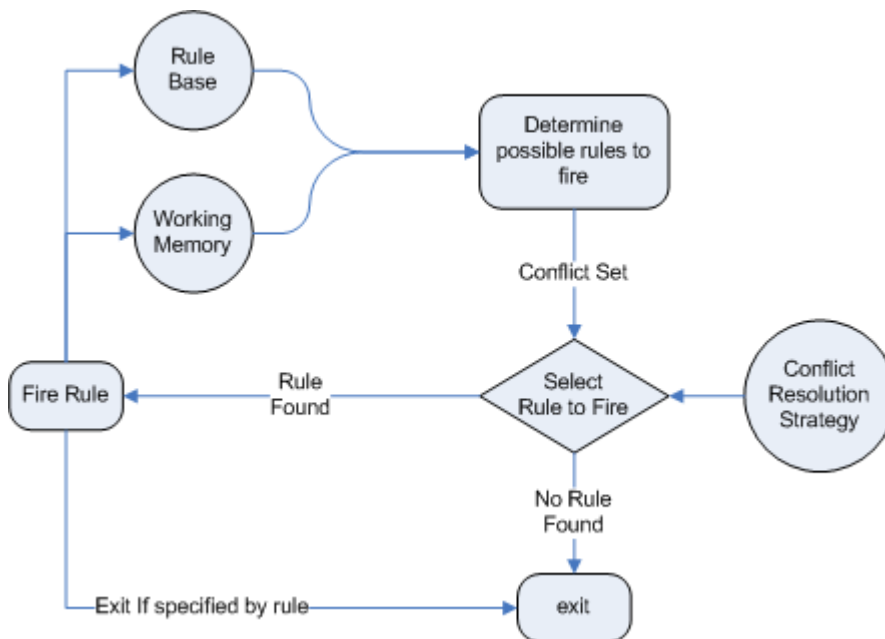 Rule
Base
Determine
possible rules to
fire
Working
Memory
Conflict Set
Fire Rule
Rule
Found
Select
Rule to Fire
Conflict
Resolution
Strategy
No Rule
Found
Exit If specified by rule
exit